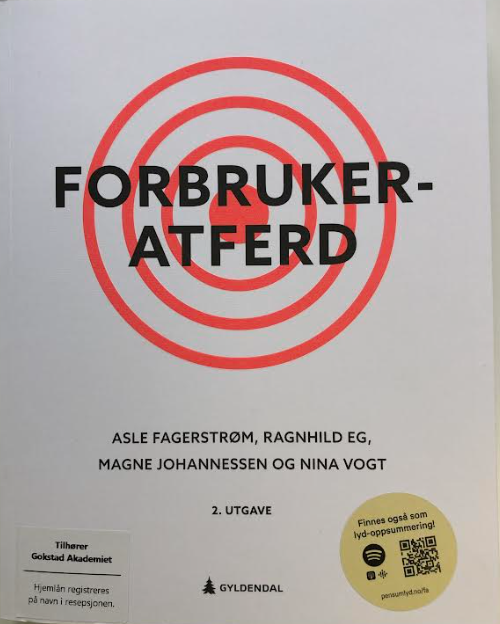 FORBRUKER-
ATFERD
ASLE FAGERSTRØM, RAGNHILD EG,
MAGNE JOHANNESSEN OG NINA VOGT
2. UTGAVE
Finnes også som
lyd-oppsummering!
pensumlyd.no/fa
Tilhører
Gokstad Akademiet
Hjemlån registreres
på navn i resepsjonen.
GYLDENDAL